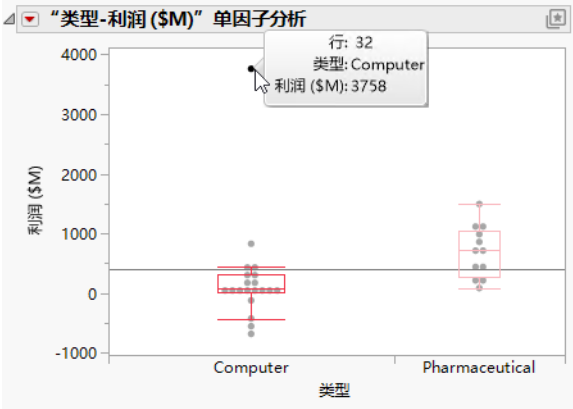 “类型-利润 ($M)”单因子分析
行: 32
类型: Computer
利润 ($M): 3758
4000
3000
2000
1000
0
-1000
利润 ($M)
Computer
Pharmaceutical
类型